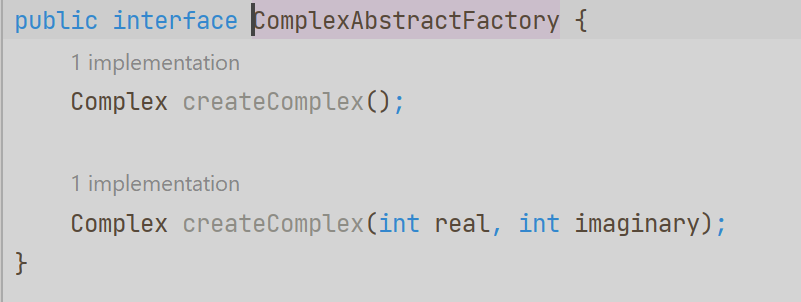 public interface ComplexAbstractFactory {
1 implementation
Complex createComplex();
1 implementation
Complex createComplex(int real, int imaginary);
}